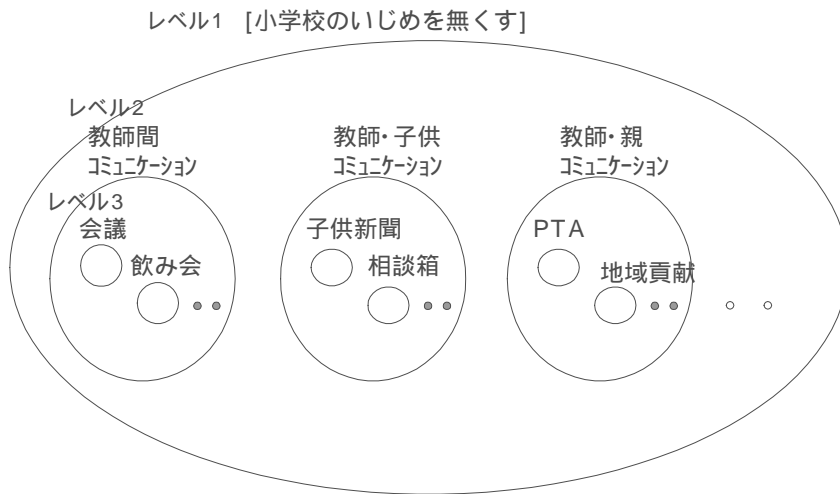 レベル1 [小学校のいじめを無くす]
レベル2
教師間
ｺﾐｭﾆｹｰｼｮﾝ
教師・子供
ｺﾐｭﾆｹｰｼｮﾝ
教師・親
ｺﾐｭﾆｹｰｼｮﾝ
レベル3
会議
飲み会
子供新聞
相談箱
PTA
地域貢献